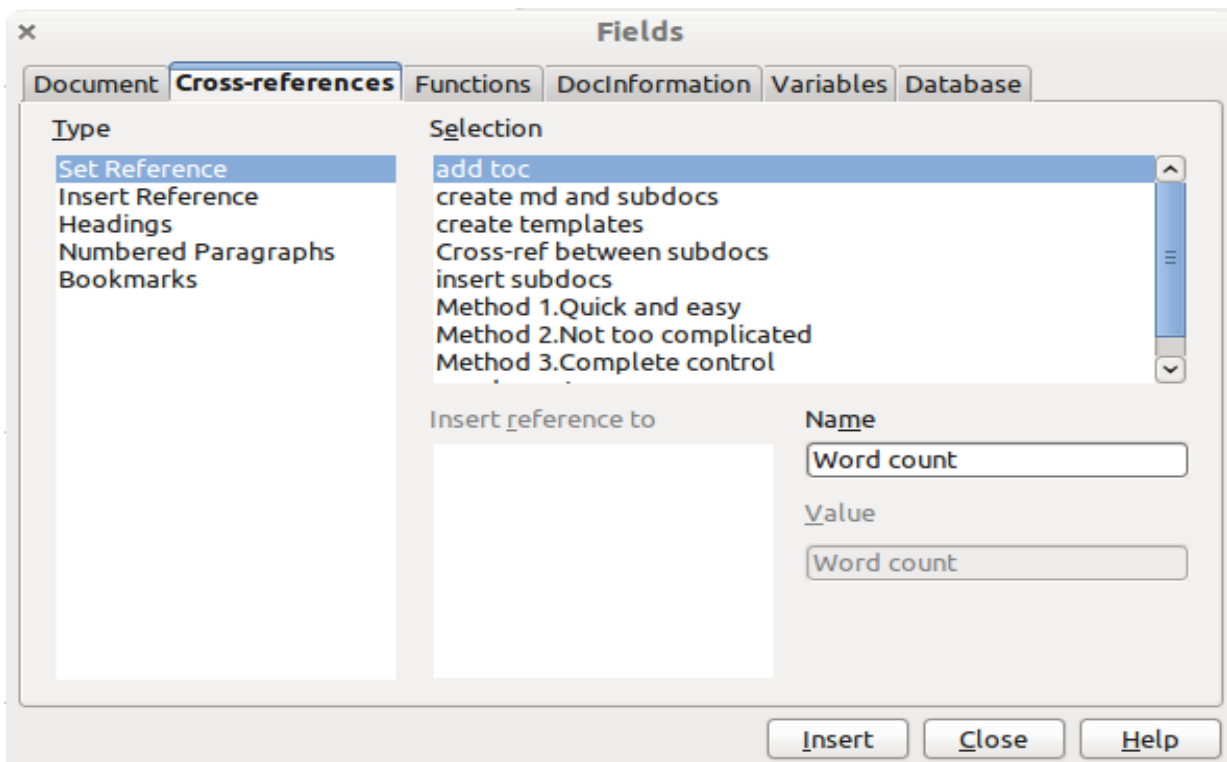 Fields
Document Cross-references Functions DocInformation Variables Database
Type
Set Reference
Insert Reference
Headings
Numbered Paragraphs
Bookmarks
Selection
add toc
create md and subdocs
create templates
Cross-ref between subdocs
insert subdocs
Method 1.Quick and easy
Method 2.Not too complicated
Method 3.Complete control
Insert reference to
Name
Word count
Value
Word count
Insert Close Help